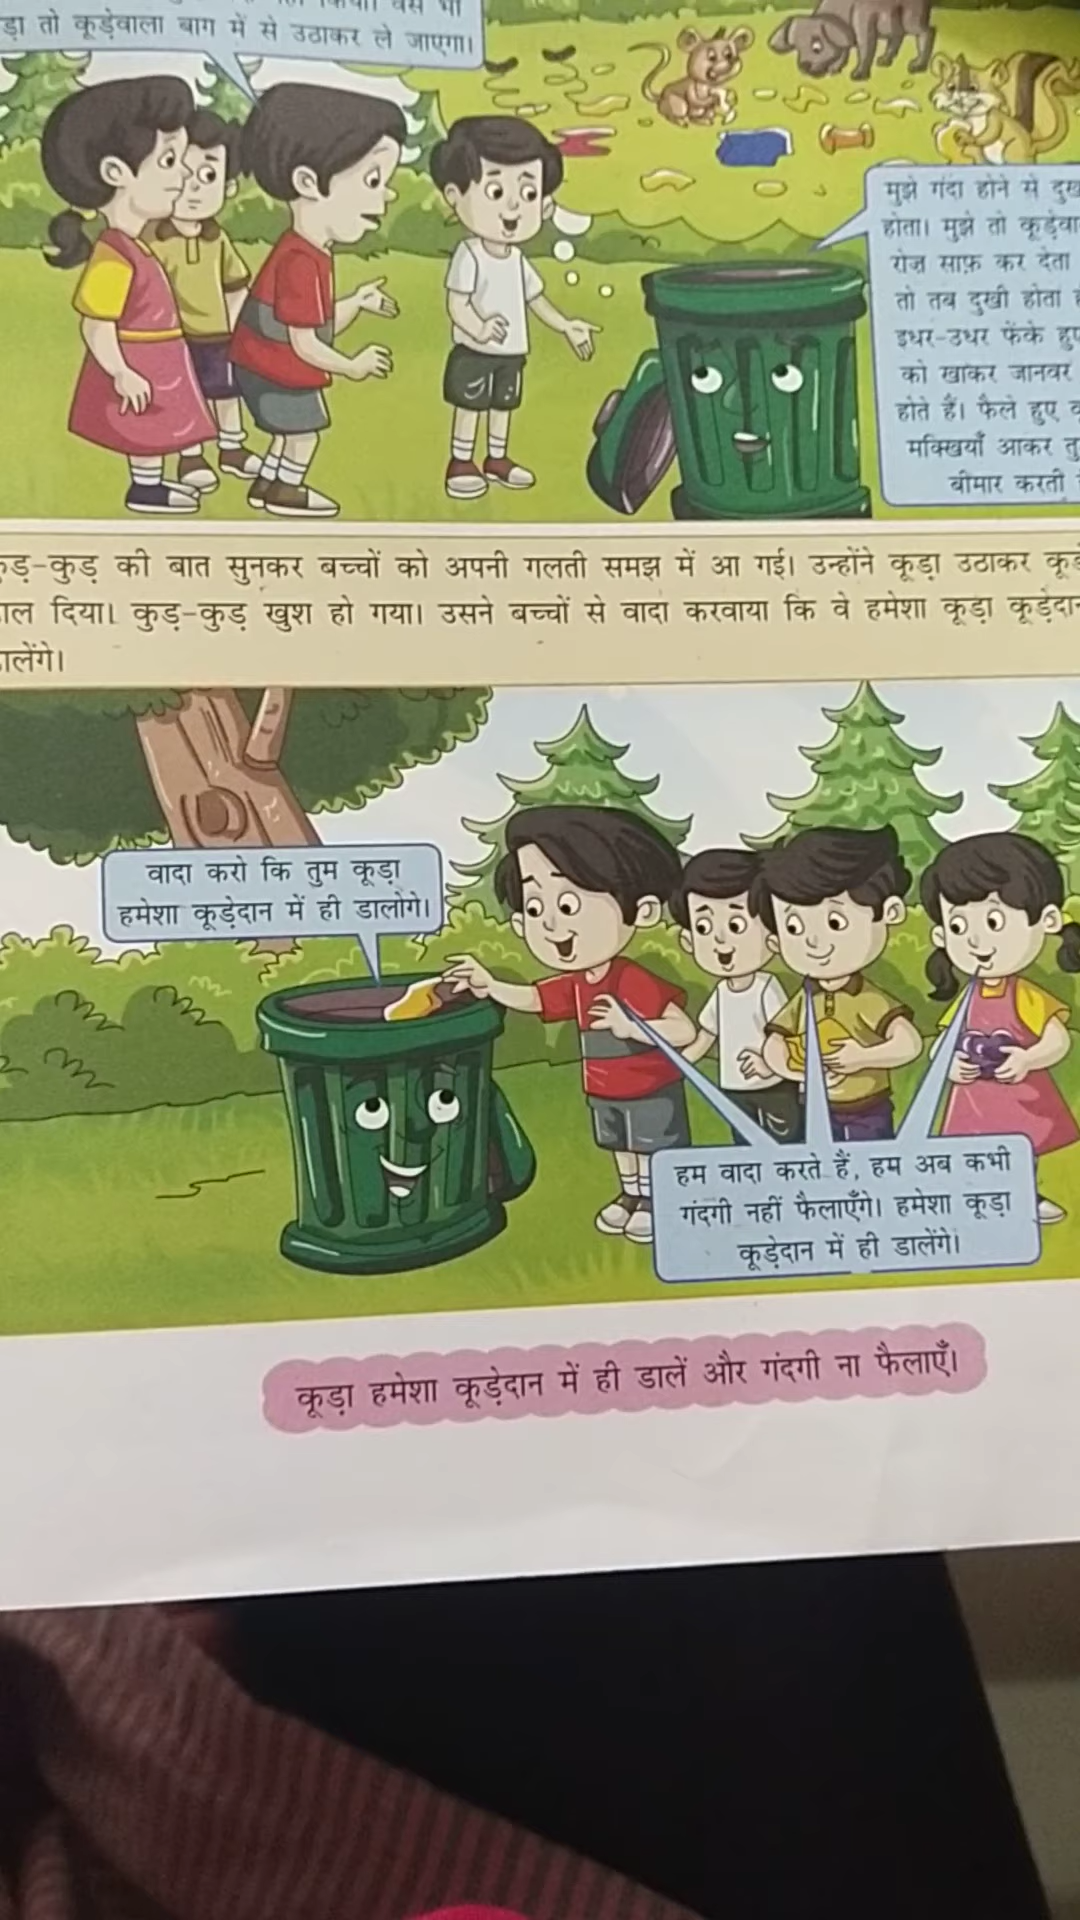 तो कूड़ेवाला बाग में से उठाकर ले जाएगा।
मुझे गंदा होने से
होता। मुझे तो
रोज़ साफ़ कर देता
तो तब दुखी होता
इधर-उधर फेंके
को खाकर जानवर
होते हैं। फैले हुए
मक्खियाँ आकर
बीमार करती
की बात सुनकर बच्चों को अपनी गलती समझ में आ गई। उन्होंने कूड़ा उठाकर
दिया। कुड़-कुड़ खुश हो गया। उसने बच्चों से वादा करवाया कि वे हमेशा कूड़ा
वादा करो कि तुम कूड़ा
हमेशा कूड़ेदान में ही डालोगे।
हम वादा करते हैं, हम अब कभी
गंदगी नहीं फैलाएँगे। हमेशा कूड़ा
कूड़ेदान में ही डालेंगे।
कूड़ा हमेशा कूड़ेदान में ही डालें और गंदगी ना फैलाएँ।